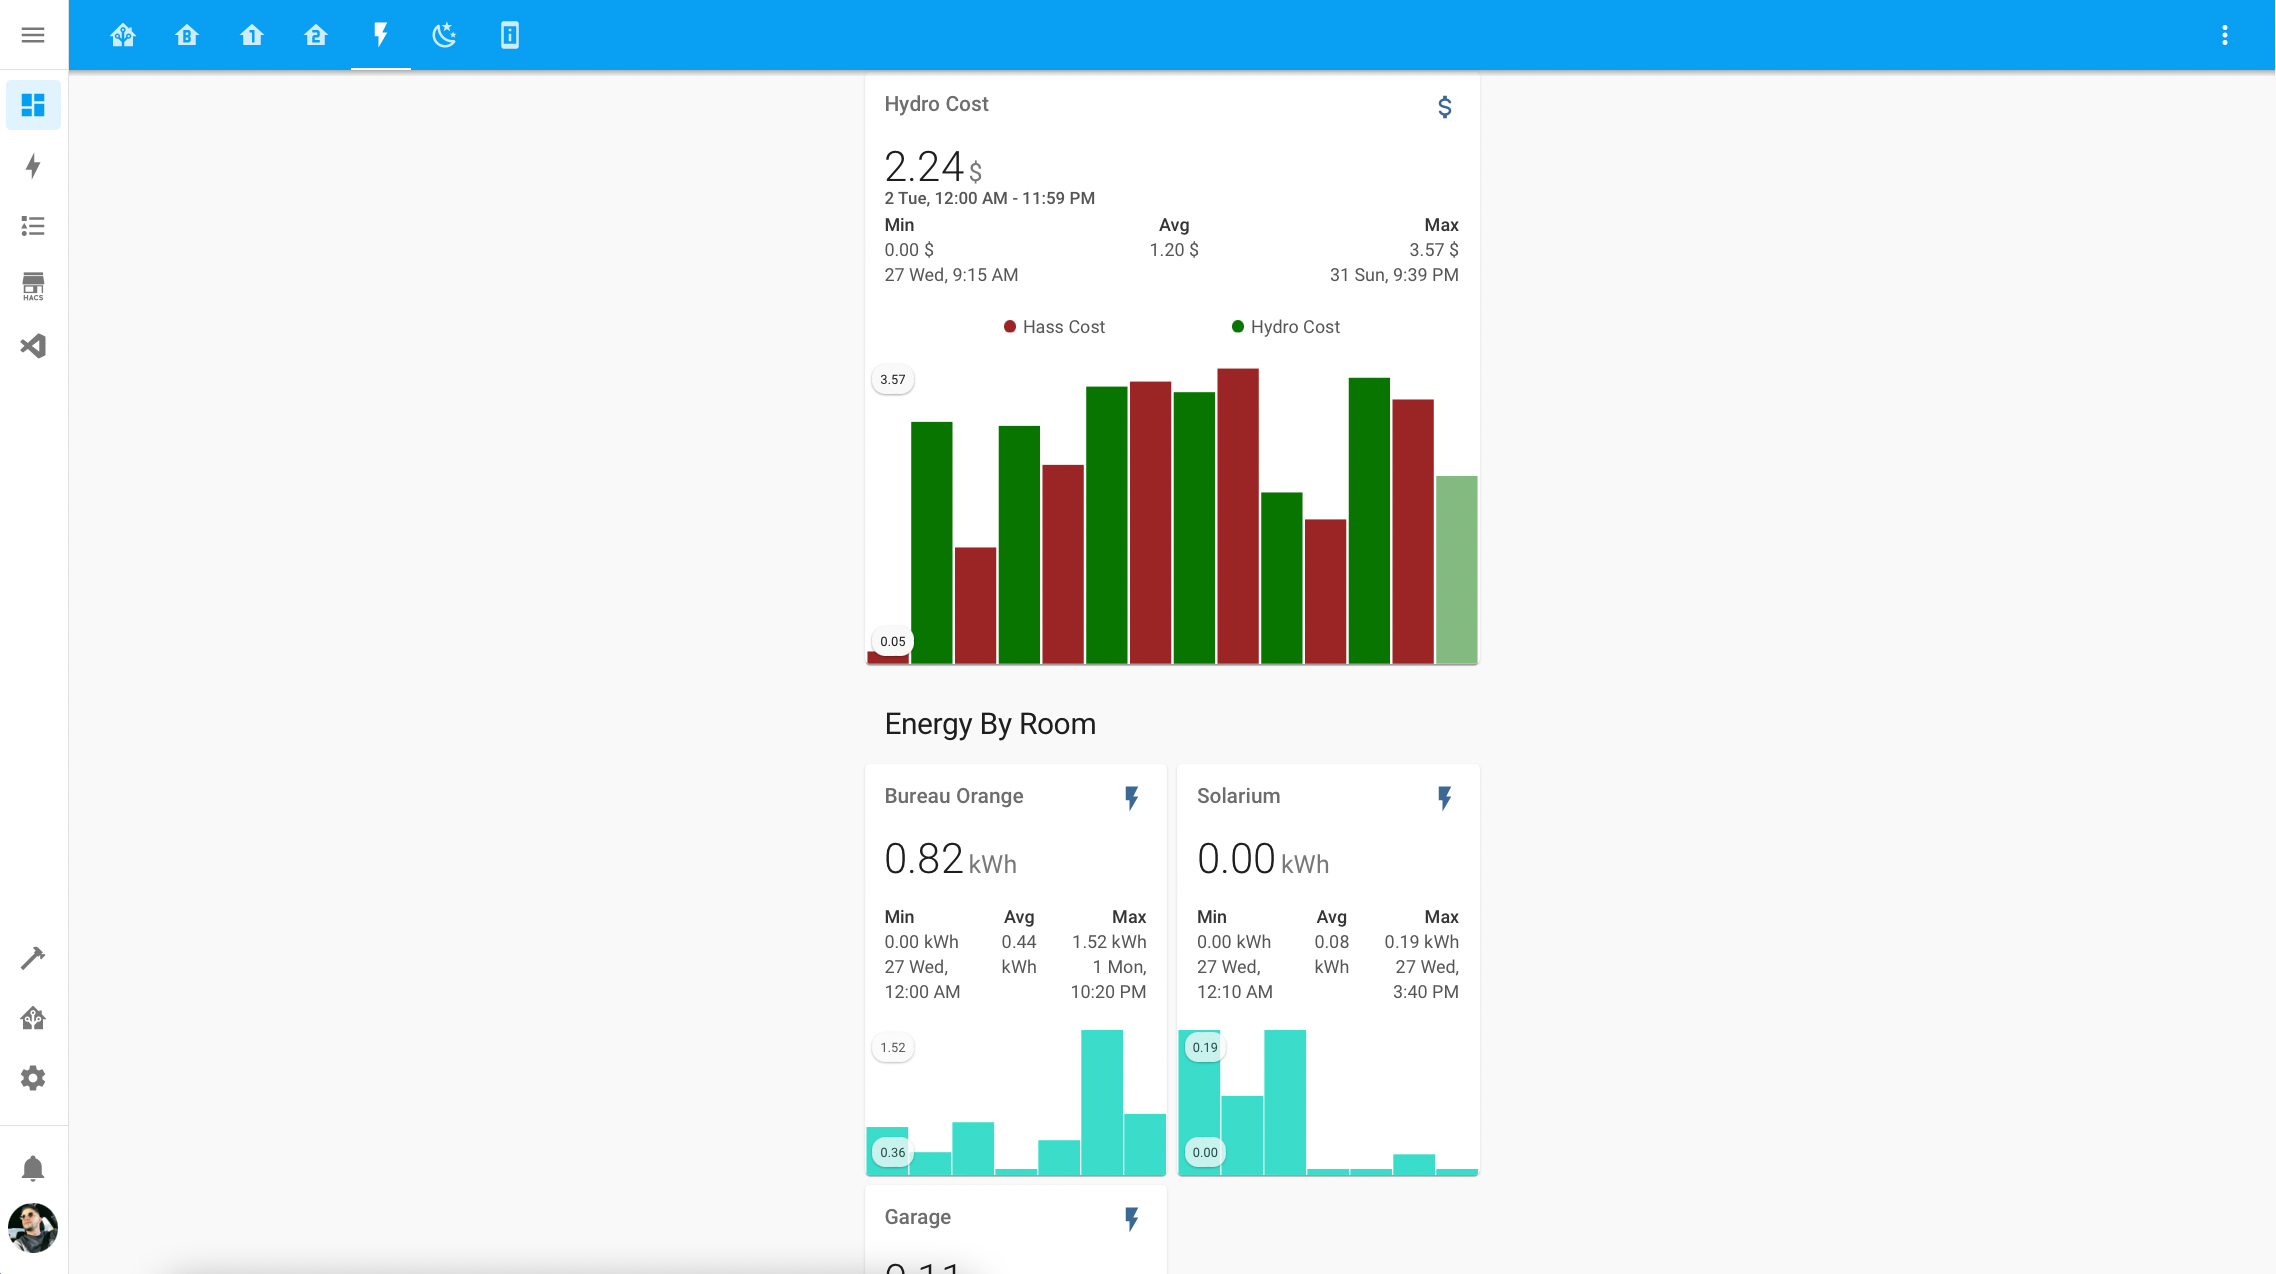 B
1
2
HACS
Hydro Cost
2.24 $
2 Tue, 12:00 AM - 11:59 PM
Min Avg Max
0.00 $ 1.20 $ 3.57 $
27 Wed, 9:15 AM 31 Sun, 9:39 PM
Hass Cost Hydro Cost
3.57
0.05
Energy By Room
Bureau Orange
0.82 kWh
Min Avg Max
0.00 kWh 0.44 1.52 kWh
27 Wed, kWh 1 Mon,
12:00 AM 10:20 PM
1.52
0.36
Solarium
0.00 kWh
Min Avg Max
0.00 kWh 0.08 0.19 kWh
27 Wed, kWh 27 Wed,
12:10 AM 3:40 PM
0.19
0.00
Garage
0.11